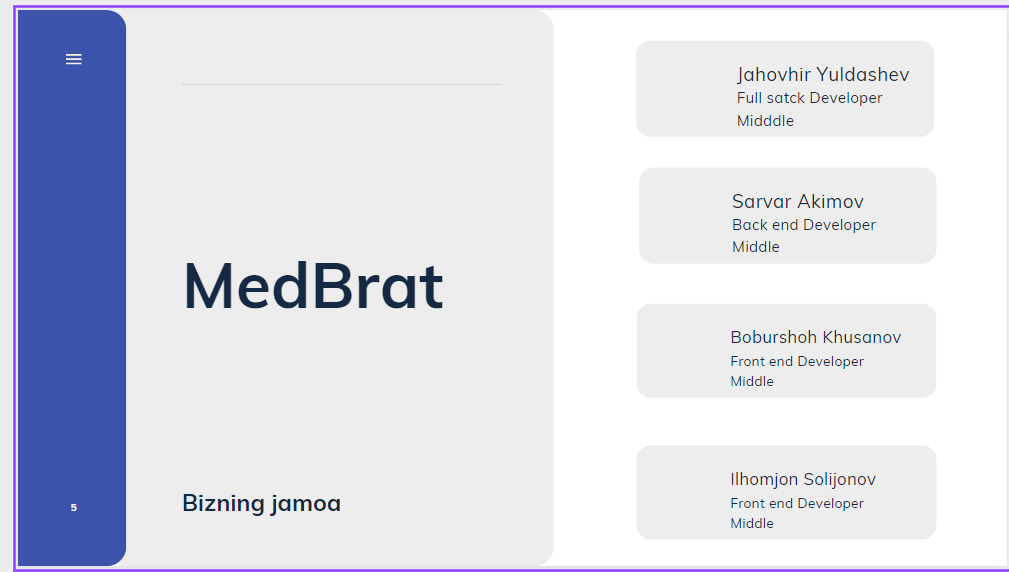 MedBrat
Bizning jamoa
5
Jahovhir Yuldashev
Full satck Developer
Midddle
Sarvar Akimov
Back end Developer
Middle
Boburshoh Khusanov
Front end Developer
Middle
Ilhomjon Solijonov
Front end Developer
Middle